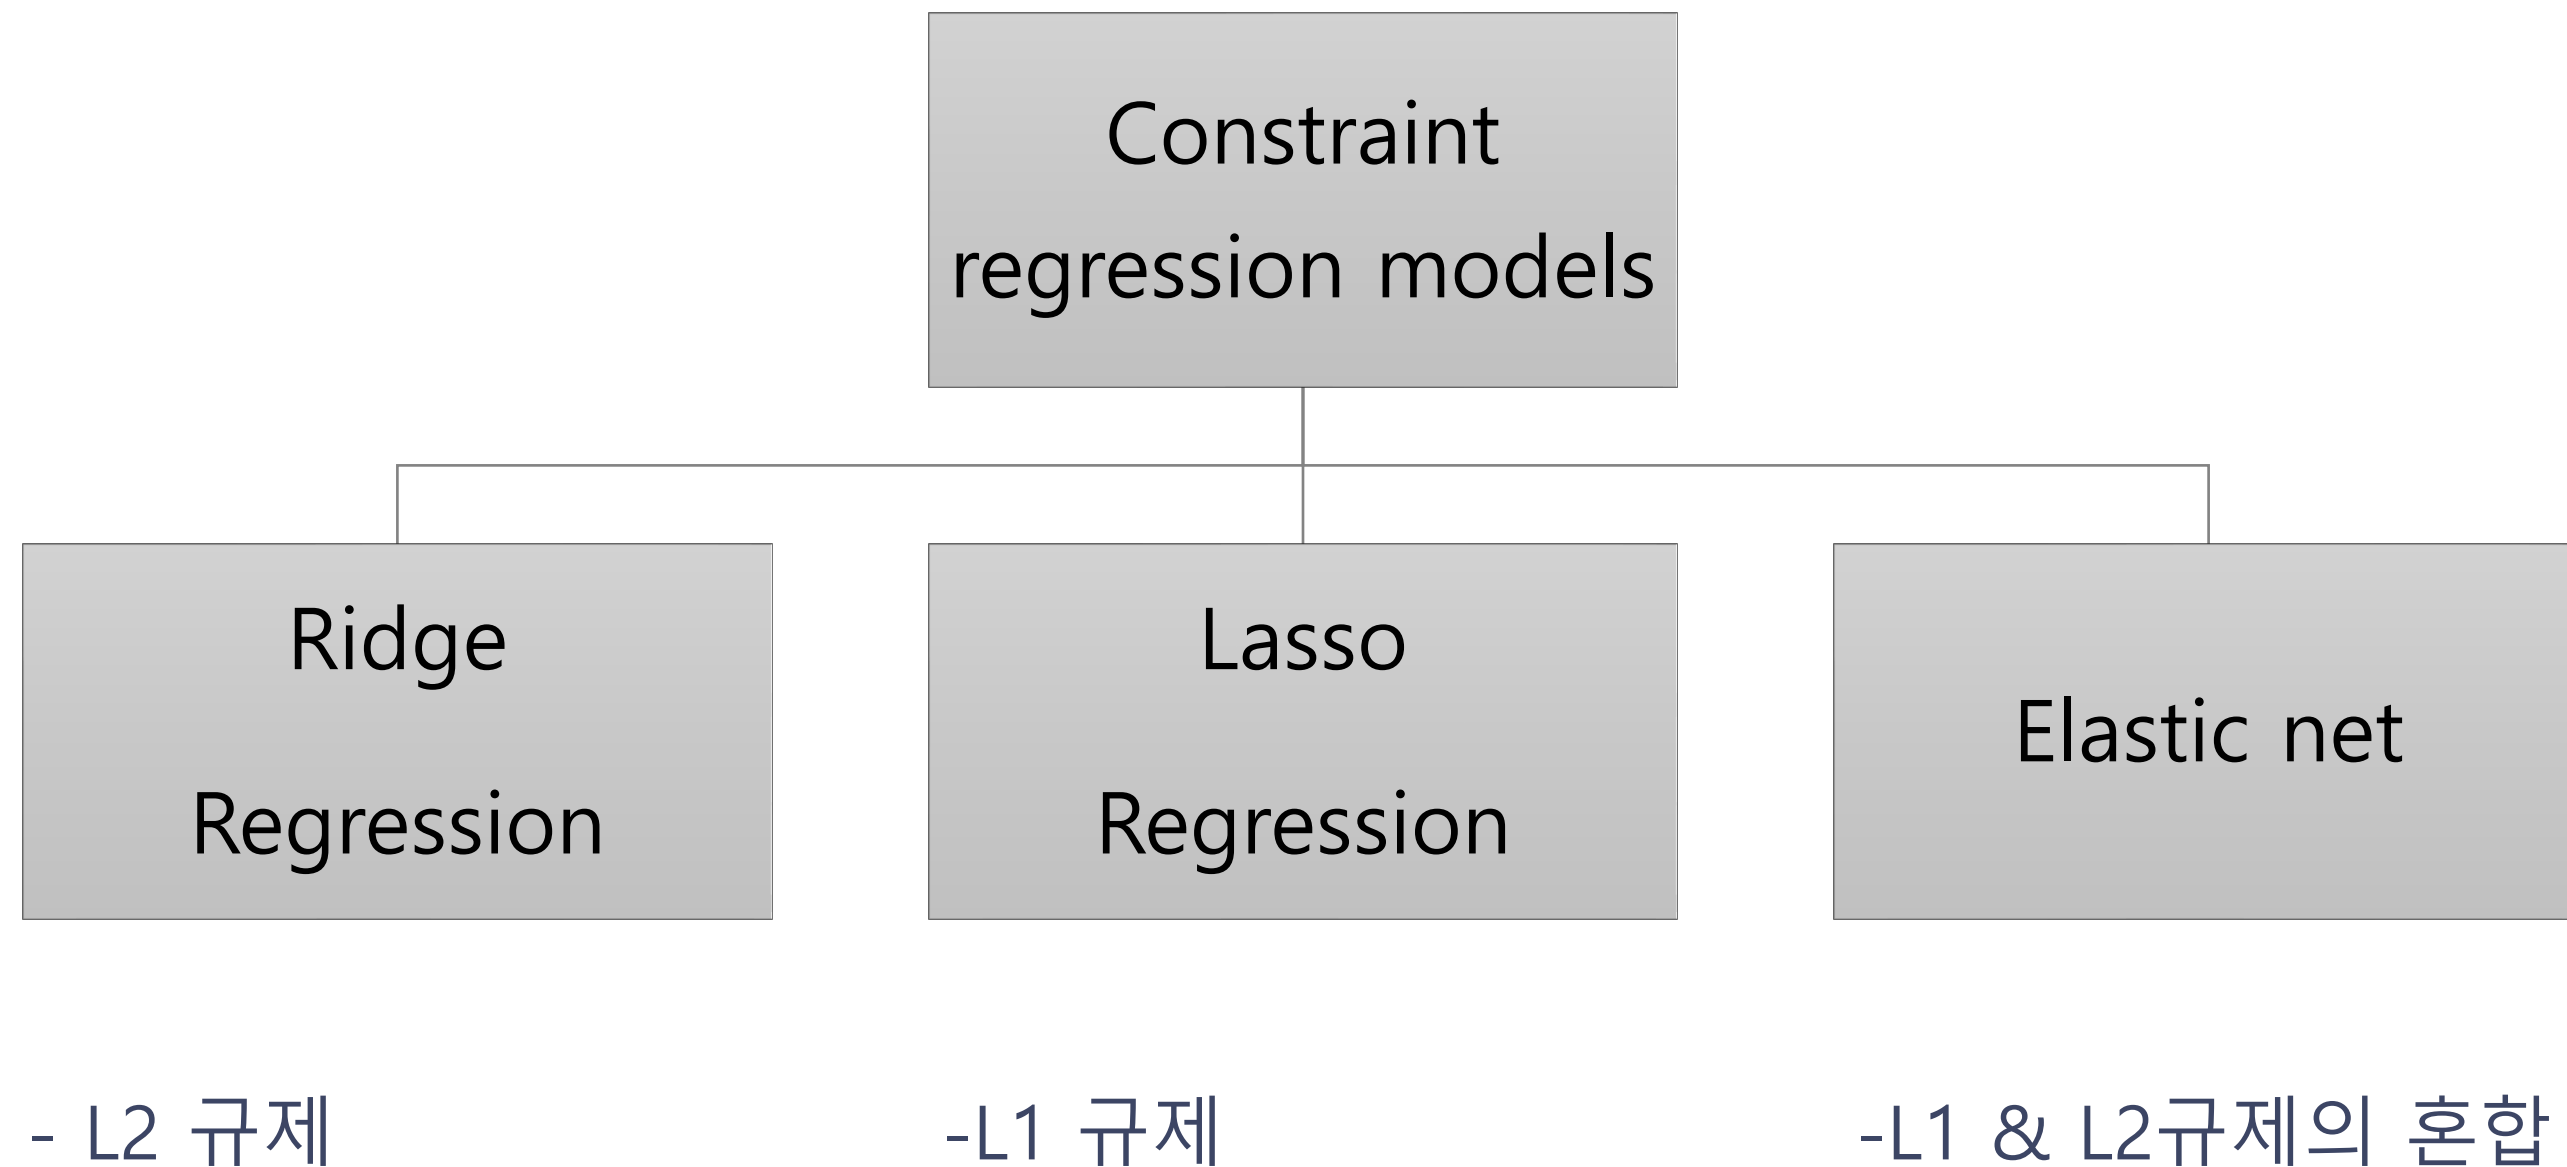 Constraint
regression models
Ridge
Regression
Lasso
Regression
Elastic net
- L2 규제
-L1 규제
-L1 & L2규제의 혼합